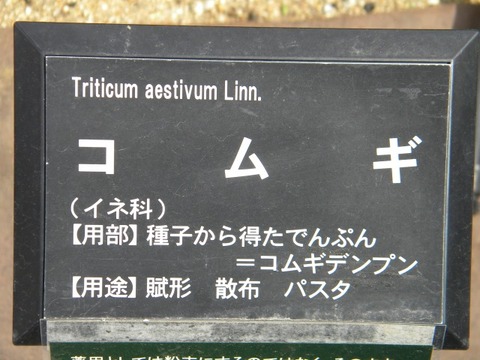 Triticum aestivum Linn.
コムギ
（イネ科）
【用部】種子から得たでんぷん
＝コムギデンプン
【用途】賦形　散布　パスタ